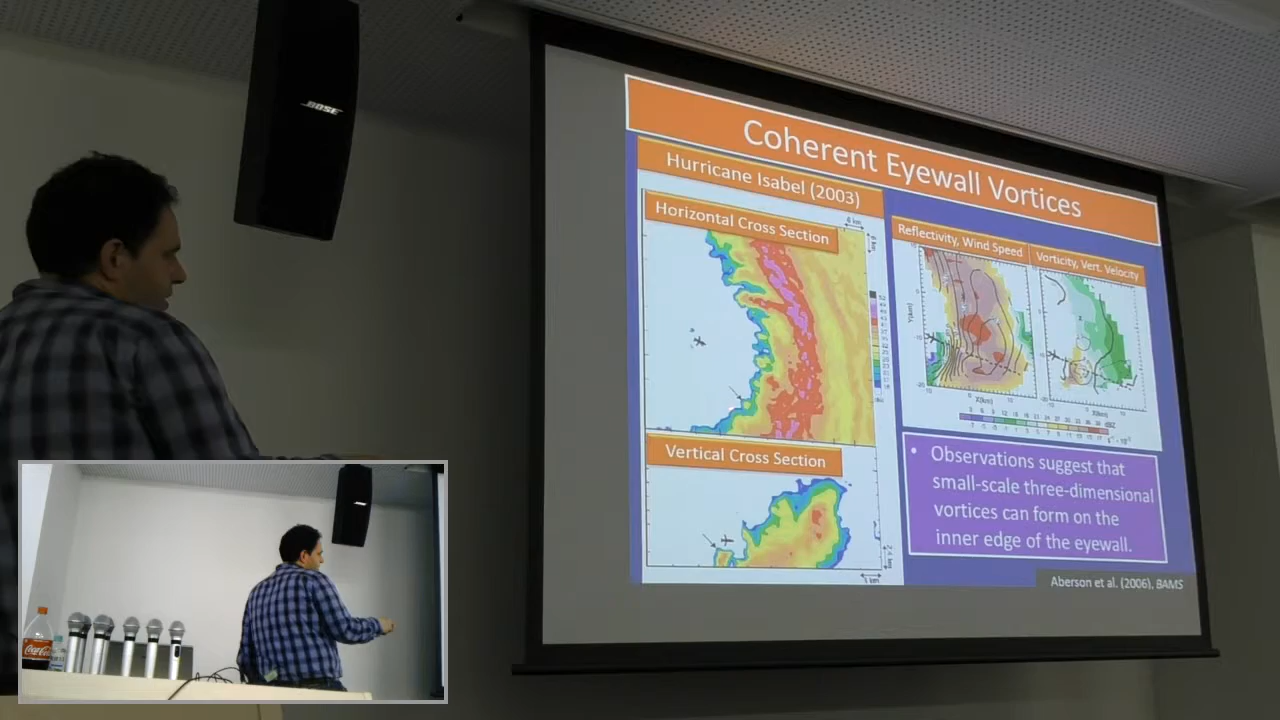 BOSE
Coherent Eyewall Vortices
Hurricane Isabel (2003)
Horizontal Cross Section
Reflectivity, Wind Speed
Vorticity, Vert. Velocity
X(km)
X(km)
Vertical Cross Section
• Observations suggest that
small-scale three-dimensional
vortices can form on the
inner edge of the eyewall.
Aberson et al. (2006), BAMS
Coca-Cola